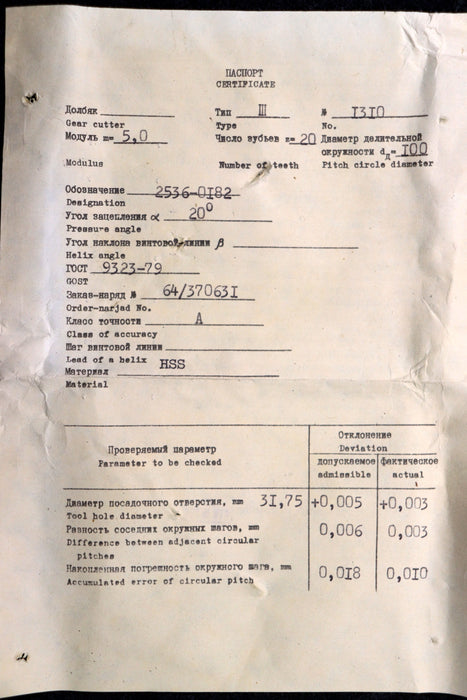 ПАСПОРТ
CERTIFICATE
Долбяк Тип III № I3I0
Gear cutter Type No.
Модуль m= 5,0 Число зубьев z= 20 Диаметр делительной
окружности dд= I00
Modulus Number of teeth Pitch circle diameter
Обозначение 2536-0I82
Designation
Угол зацепления α 20°
Pressure angle
Угол наклона винтовой линии β
Helix angle
ГОСТ 9323-79
GOST
Заказ-наряд № 64/37063I
Order-narjad No.
Класс точности А
Class of accuracy
Шаг винтовой линии
Lead of a helix
Материал HSS
Material
Проверяемый параметр
Parameter to be checked
Отклонение
Deviation
допускаемое фактическое
admissible actual
Диаметр посадочного отверстия, mm 3I,75 +0,005 +0,003
Tool hole diameter
Разность соседних окружных шагов, mm 0,006 0,003
Difference between adjacent circular
pitches
Накопленная погрешность окружного шага, mm 0,0I8 0,0I0
Accumulated error of circular pitch